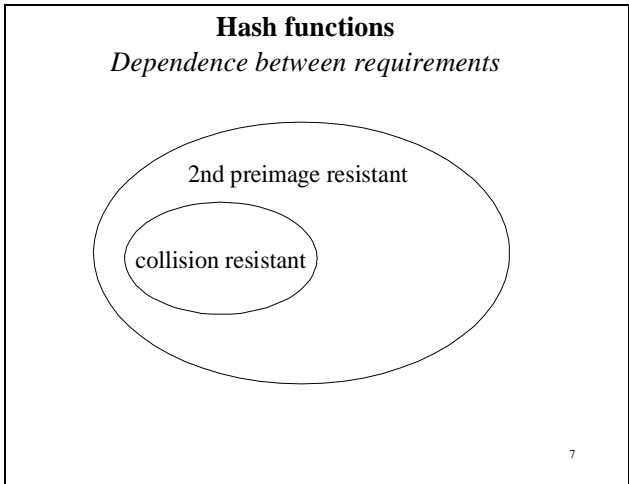 Hash functions
Dependence between requirements
2nd preimage resistant
collision resistant
7